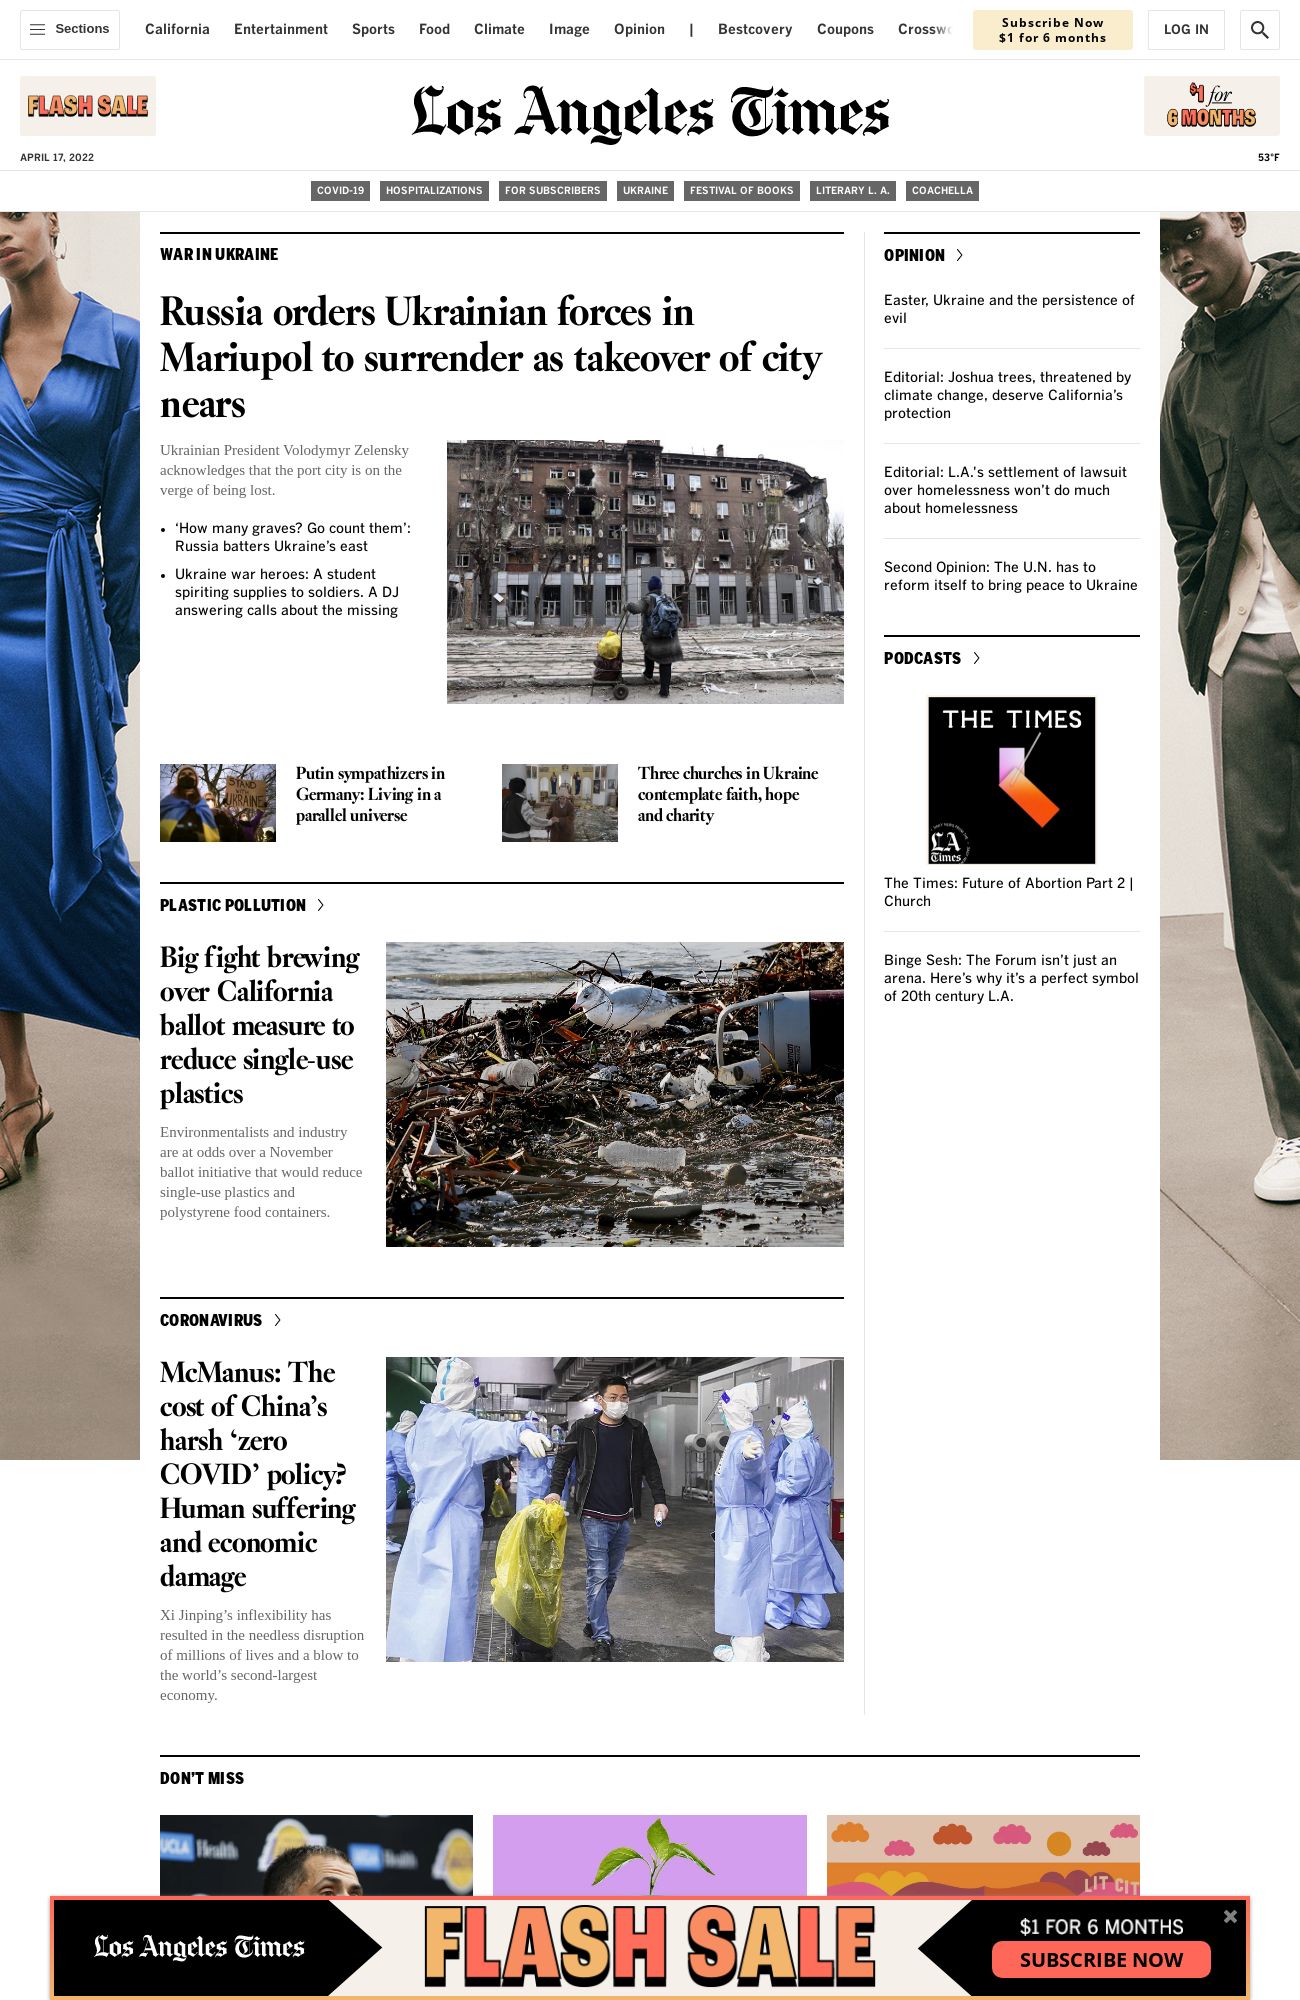 Sections
California
Entertainment
Sports
Food
Climate
Image
Opinion
|
Bestcovery
Coupons
Crosswo
Subscribe Now
$1 for 6 months
LOG IN
FLASH SALE
Los Angeles Times
$1 for
6 MONTHS
APRIL 17, 2022
53°F
COVID-19
HOSPITALIZATIONS
FOR SUBSCRIBERS
UKRAINE
FESTIVAL OF BOOKS
LITERARY L. A.
COACHELLA
WAR IN UKRAINE
Russia orders Ukrainian forces in
Mariupol to surrender as takeover of city
nears
Ukrainian President Volodymyr Zelensky
acknowledges that the port city is on the
verge of being lost.
• ‘How many graves? Go count them’:
Russia batters Ukraine’s east
• Ukraine war heroes: A student
spiriting supplies to soldiers. A DJ
answering calls about the missing
STAND
WITH
UKRAINE
Putin sympathizers in
Germany: Living in a
parallel universe
Three churches in Ukraine
contemplate faith, hope
and charity
PLASTIC POLLUTION
Big fight brewing
over California
ballot measure to
reduce single-use
plastics
Environmentalists and industry
are at odds over a November
ballot initiative that would reduce
single-use plastics and
polystyrene food containers.
CORONAVIRUS
McManus: The
cost of China’s
harsh ‘zero
COVID’ policy?
Human suffering
and economic
damage
Xi Jinping’s inflexibility has
resulted in the needless disruption
of millions of lives and a blow to
the world’s second-largest
economy.
OPINION
Easter, Ukraine and the persistence of
evil
Editorial: Joshua trees, threatened by
climate change, deserve California’s
protection
Editorial: L.A.’s settlement of lawsuit
over homelessness won’t do much
about homelessness
Second Opinion: The U.N. has to
reform itself to bring peace to Ukraine
PODCASTS
THE TIMES
LA
Times
The Times: Future of Abortion Part 2 |
Church
Binge Sesh: The Forum isn’t just an
arena. Here’s why it’s a perfect symbol
of 20th century L.A.
DON’T MISS
UCLA Health
UCLA Health
LIT CIT
Los Angeles Times
FLASH SALE
$1 FOR 6 MONTHS
SUBSCRIBE NOW